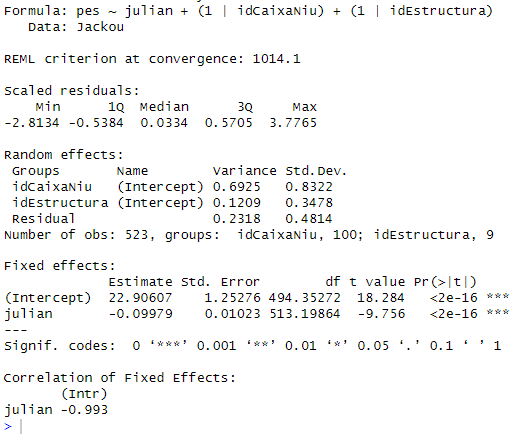 Formula: pes ~ julian + (1 | idCaixaNiu) + (1 | idEstructura)
   Data: Jackou

REML criterion at convergence: 1014.1

Scaled residuals:
    Min      1Q  Median      3Q     Max
-2.8134 -0.5384  0.0334  0.5705  3.7765

Random effects:
 Groups       Name        Variance Std.Dev.
 idCaixaNiu   (Intercept) 0.6925   0.8322
 idEstructura (Intercept) 0.1209   0.3478
 Residual                 0.2318   0.4814
Number of obs: 523, groups:  idCaixaNiu, 100; idEstructura, 9

Fixed effects:
             Estimate Std. Error        df t value Pr(>|t|)
(Intercept)  22.90607    1.25276 494.35272  18.284   <2e-16 ***
julian       -0.09979    0.01023 513.19864  -9.756   <2e-16 ***
---
Signif. codes:  0 ‘***’ 0.001 ‘**’ 0.01 ‘*’ 0.05 ‘.’ 0.1 ‘ ’ 1

Correlation of Fixed Effects:
       (Intr)
julian -0.993
>